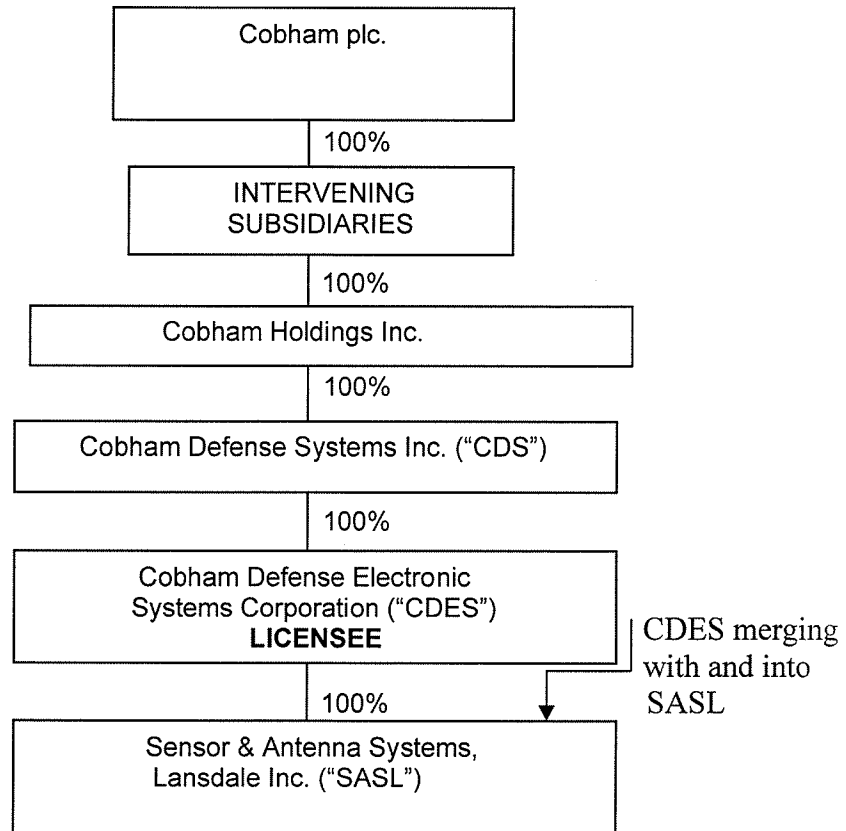 Cobham plc.
100%
INTERVENING
SUBSIDIARIES
100%
Cobham Holdings Inc.
100%
Cobham Defense Systems Inc. (“CDS”)
100%
Cobham Defense Electronic
Systems Corporation (“CDES”)
LICENSEE
CDES merging
with and into
SASL
100%
Sensor & Antenna Systems,
Lansdale Inc. (“SASL”)